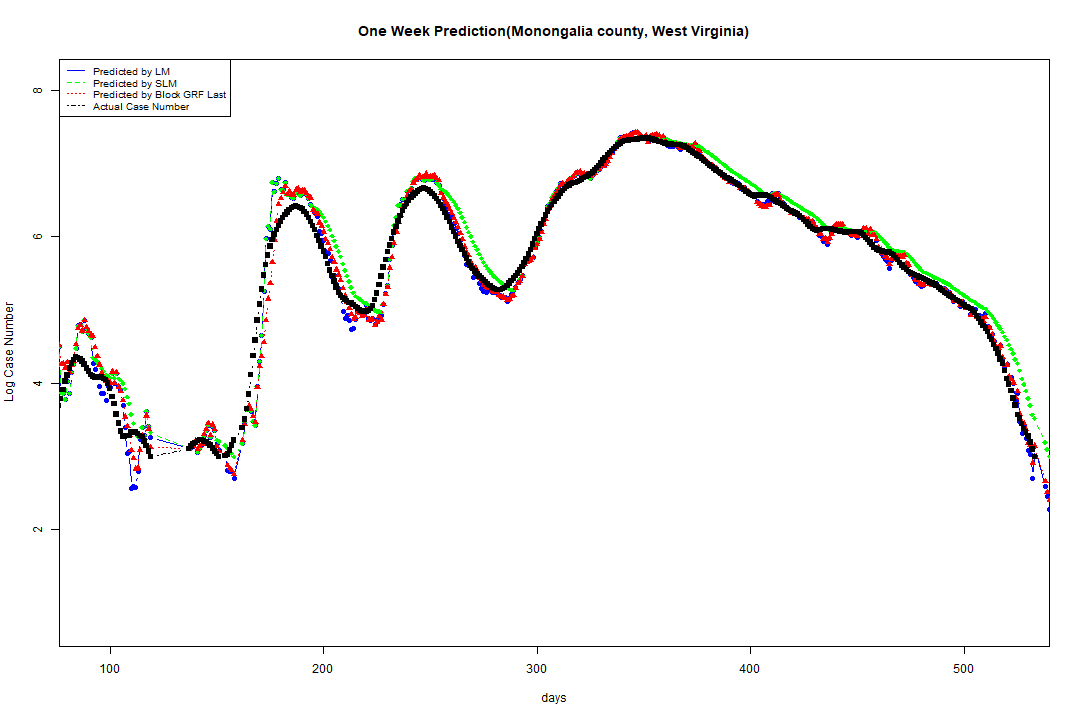 One Week Prediction(Monongalia county, West Virginia)
Predicted by LM
Predicted by SLM
Predicted by Block GRF Last
Actual Case Number
8
6
4
2
Log Case Number
100 200 300 400 500
days